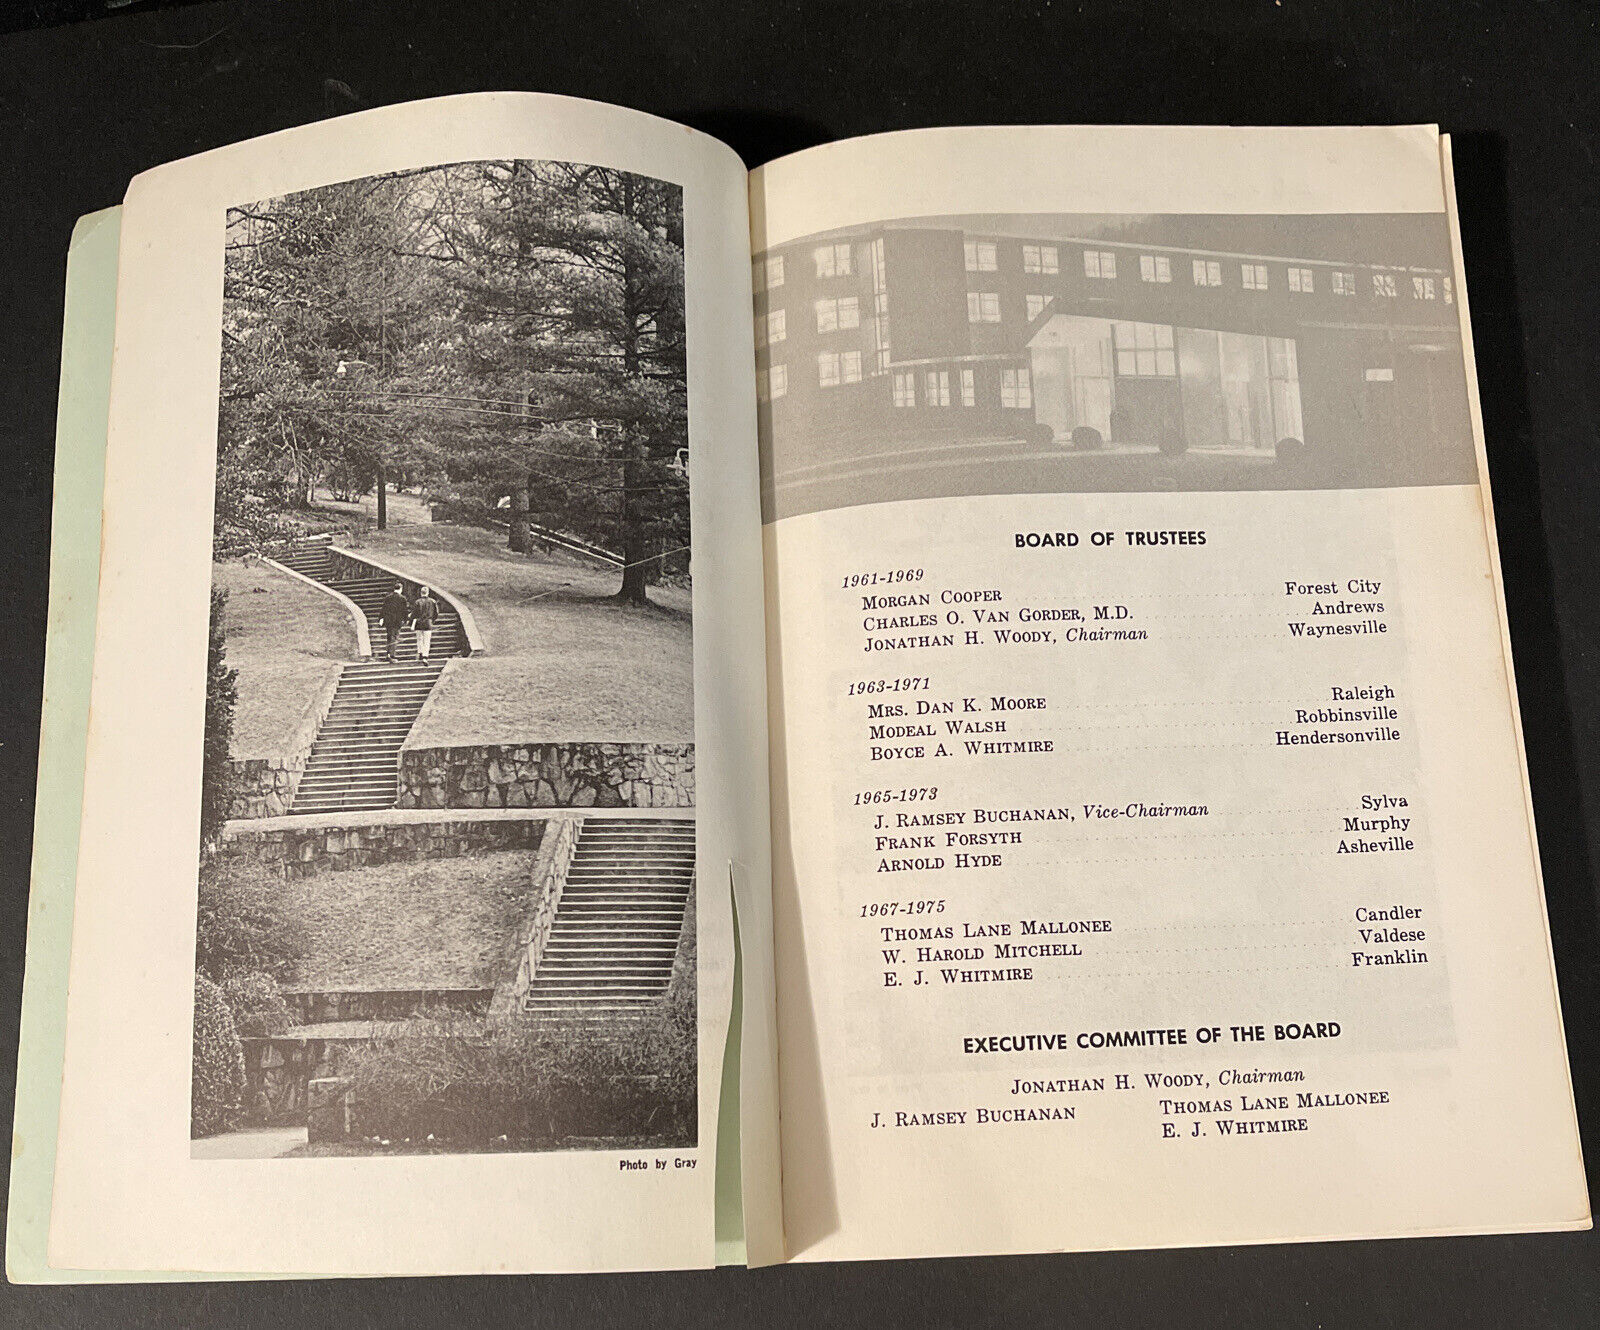 Photo by Gray
BOARD OF TRUSTEES
1961-1969
MORGAN COOPER Forest City
CHARLES O. VAN GORDER, M.D. Andrews
JONATHAN H. WOODY, Chairman Waynesville
1963-1971
MRS. DAN K. MOORE Raleigh
MODEAL WALSH Robbinsville
BOYCE A. WHITMIRE Hendersonville
1965-1973
J. RAMSEY BUCHANAN, Vice-Chairman Sylva
FRANK FORSYTH Murphy
ARNOLD HYDE Asheville
1967-1975
THOMAS LANE MALLONEE Candler
W. HAROLD MITCHELL Valdese
E. J. WHITMIRE Franklin
EXECUTIVE COMMITTEE OF THE BOARD
JONATHAN H. WOODY, Chairman
J. RAMSEY BUCHANAN THOMAS LANE MALLONEE
E. J. WHITMIRE